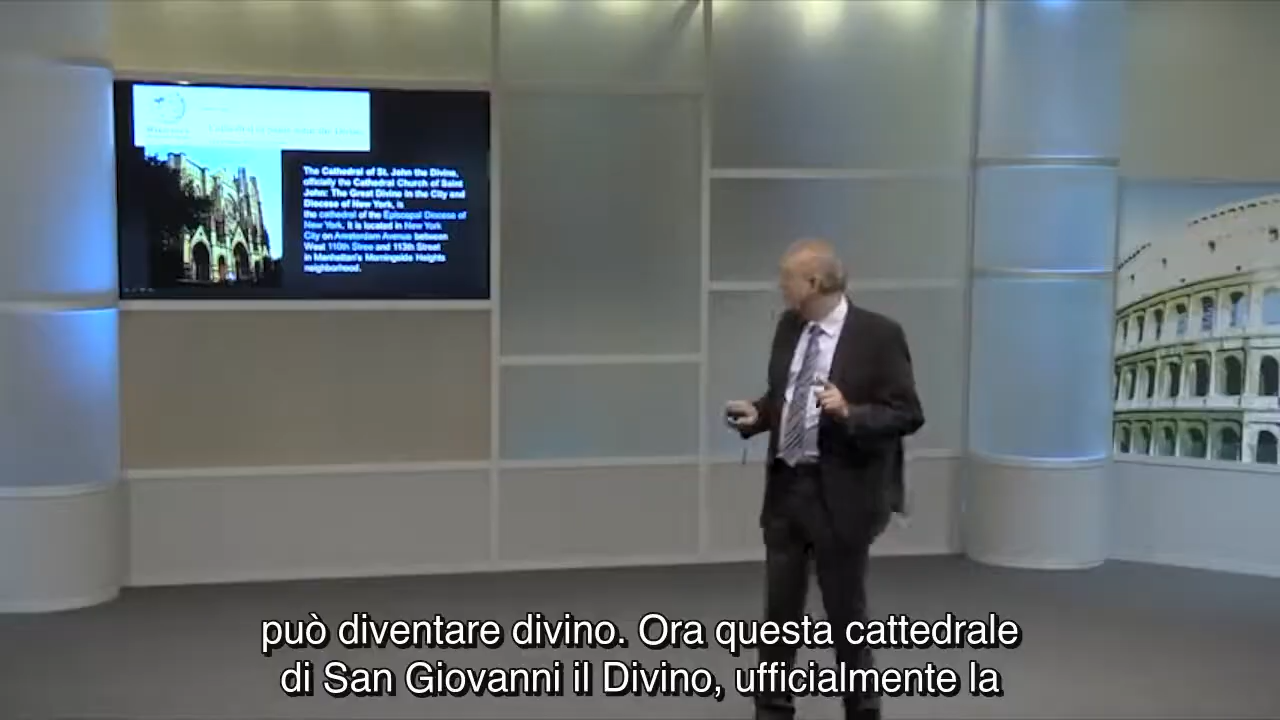 The Cathedral of St. John the Divine,
officially the Cathedral Church of Saint
John: The Great Divine in the City and
Diocese of New York, is
the cathedral of the Episcopal Diocese of
New York. It is located in New York
City on Amsterdam Avenue between
West 110th Stree and 113th Street
in Manhattan's Morningside Heights
neighborhood.
può diventare divino. Ora questa cattedrale
di San Giovanni il Divino, ufficialmente la